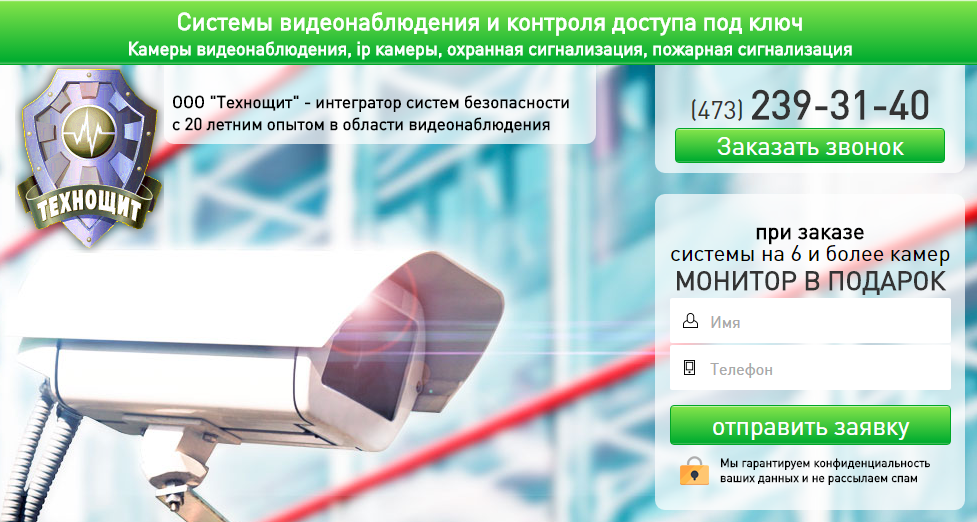 Системы видеонаблюдения и контроля доступа под ключ
Камеры видеонаблюдения, ip камеры, охранная сигнализация, пожарная сигнализация
ТЕХНОЩИТ
ООО "Технощит" - интегратор систем безопасности
с 20 летним опытом в области видеонаблюдения
(473) 239-31-40
Заказать звонок
при заказе
системы на 6 и более камер
МОНИТОР В ПОДАРОК
Имя
Телефон
отправить заявку
Мы гарантируем конфиденциальность
ваших данных и не рассылаем спам